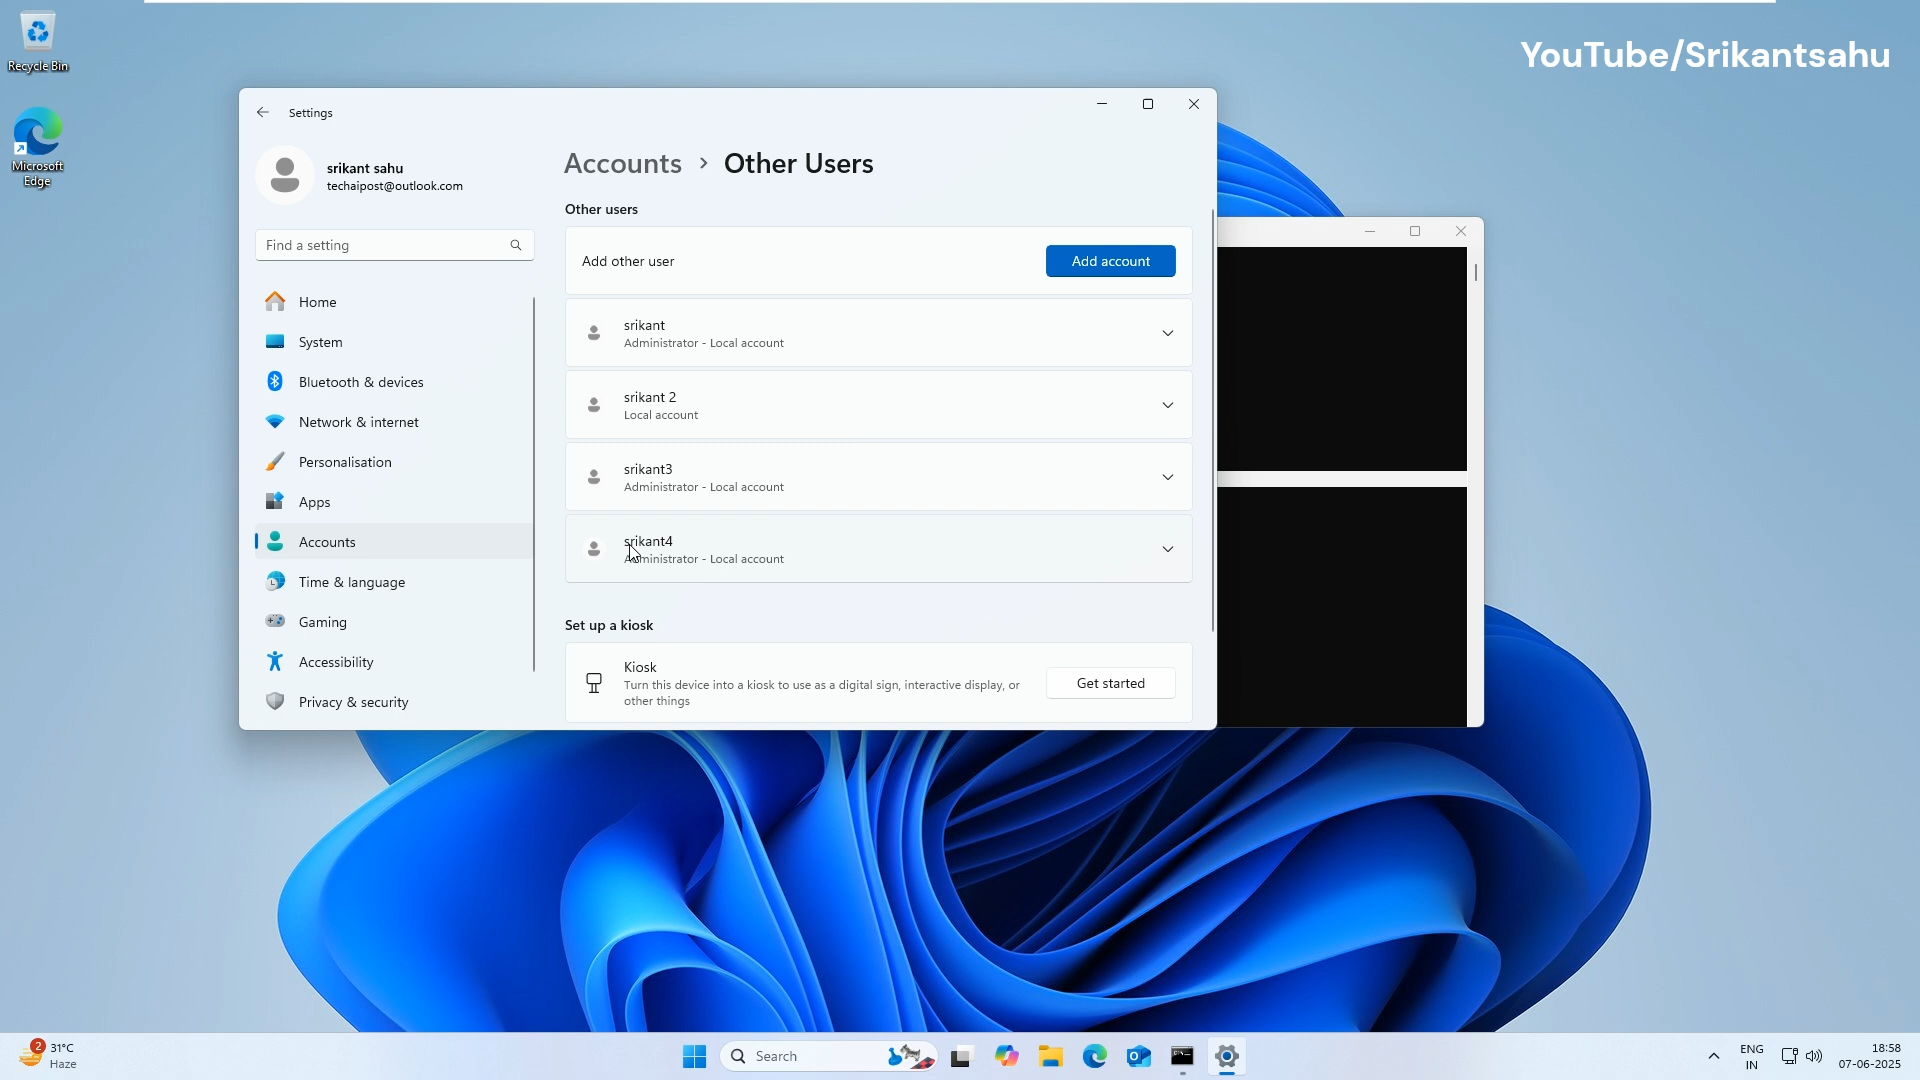 Recycle Bin
Microsoft
Edge
YouTube/Srikantsahu
Settings
srikant sahu
techaipost@outlook.com
Find a setting
Home
System
Bluetooth & devices
Network & internet
Personalisation
Apps
Accounts
Time & language
Gaming
Accessibility
Privacy & security
Accounts > Other Users
Other users
Add other user
Add account
srikant
Administrator - Local account
srikant 2
Local account
srikant3
Administrator - Local account
srikant4
Administrator - Local account
Set up a kiosk
Kiosk
Turn this device into a kiosk to use as a digital sign, interactive display, or
other things
Get started
2
31°C
Haze
Search
ENG
IN
18:58
07-06-2025